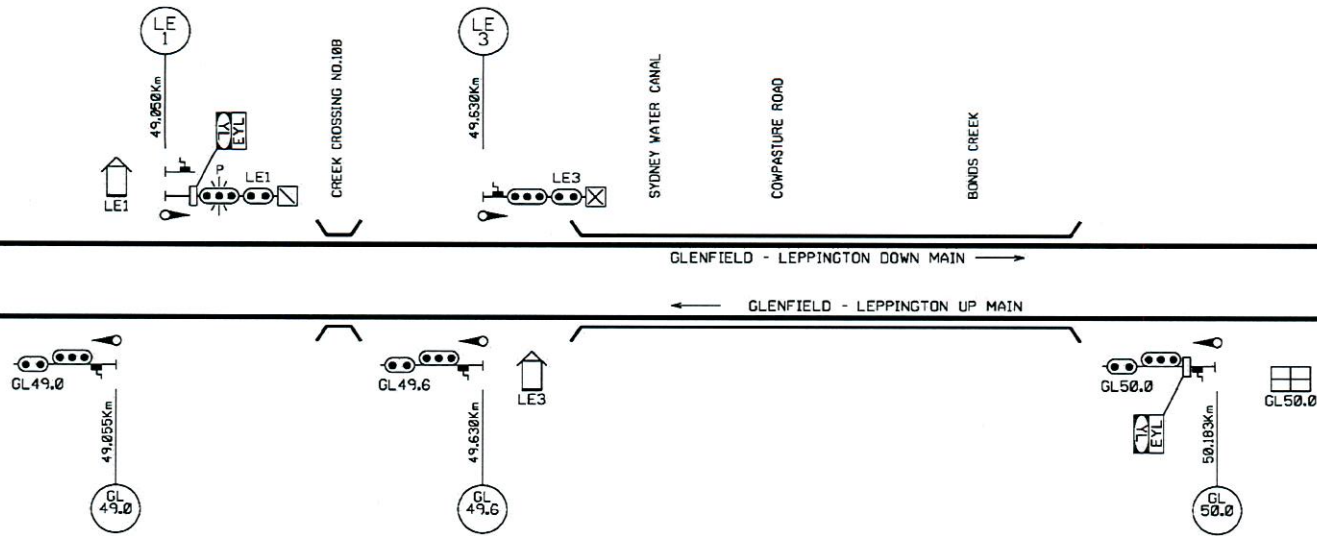 LE
1
LE
3
49.050Km
CREEK CROSSING NO.10B
49.630Km
SYDNEY WATER CANAL
COWPASTURE ROAD
BONDS CREEK
YL
EYL
P
LE1
LE1
LE3
GLENFIELD - LEPPINGTON DOWN MAIN
GLENFIELD - LEPPINGTON UP MAIN
GL49.0
GL49.6
LE3
GL50.0
GL50.0
49.055Km
49.630Km
YL
EYL
50.183Km
GL
49.0
GL
49.6
GL
50.0